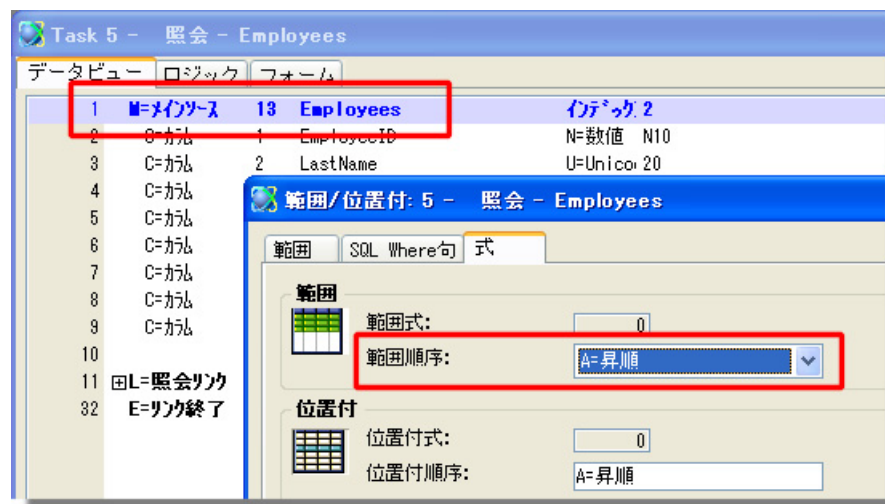 Task 5 - 照会 - Employees
データビュー ロジック フォーム
1 M=メインソース 13 Employees インデックス: 2
2 C=カラム 1 EmployeeID N=数値 N10
3 C=カラム 2 LastName U=Unico 20
4 C=カラム
5 C=カラム
6 C=カラム
7 C=カラム
8 C=カラム
9 C=カラム
10
11 L=照会リンク
32 E=リンク終了
範囲/位置付: 5 - 照会 - Employees
範囲 SQL Where句 式
範囲
範囲式: 0
範囲順序: A=昇順
位置付
位置付式: 0
位置付順序: A=昇順